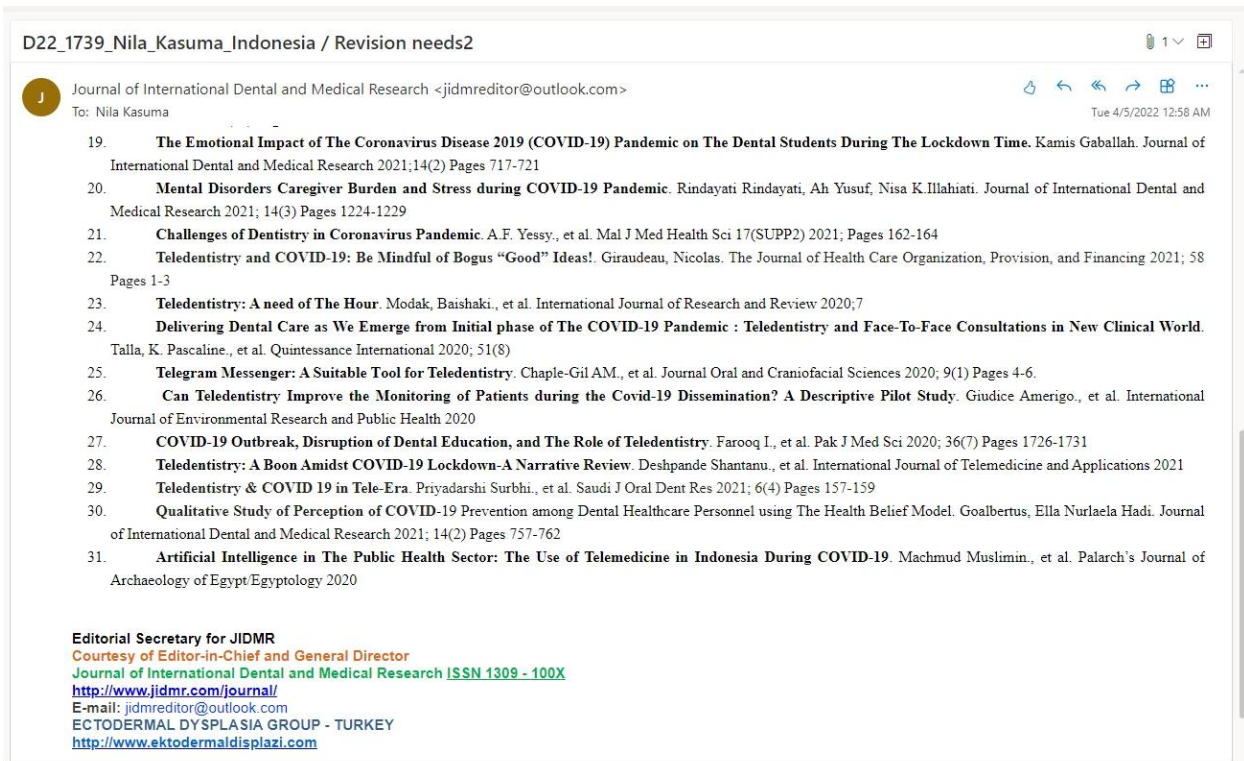 D22_1739_Nila_Kasuma_Indonesia / Revision needs2
1
J
Journal of International Dental and Médical Research <jidmreditor@outlook.com>
To: Nila Kasuma
Tue 4/5/2022 12:58 AM
19. The Emotional Impact of The Coronavirus Disease 2019 (COVID-19) Pandemic on The Dental Students During The Lockdown Time. Kamis Gaballah. Journal of
International Dental and Medical Research 2021;14(2) Pages 717-721
20. Mental Disorders Caregiver Burden and Stress during COVID-19 Pandemic. Rindayati Rindayati, Ah Yusuf, Nisa K.Illahiati. Journal of International Dental and
Medical Research 2021; 14(3) Pages 1224-1229
21. Challenges of Dentistry in Coronavirus Pandemic. A.F. Yessy., et al. Mal J Med Health Sci 17(SUPP2) 2021; Pages 162-164
22. Teledentistry and COVID-19: Be Mindful of Bogus “Good” Ideas!. Giraudeau, Nicolas. The Journal of Health Care Organization, Provision, and Financing 2021; 58
Pages 1-3
23. Teledentistry: A need of The Hour. Modak, Baishaki., et al. International Journal of Research and Review 2020;7
24. Delivering Dental Care as We Emerge from Initial phase of The COVID-19 Pandemic : Teledentistry and Face-To-Face Consultations in New Clinical World.
Talla, K. Pascaline., et al. Quintessance International 2020; 51(8)
25. Telegram Messenger: A Suitable Tool for Teledentistry. Chaple-Gil AM., et al. Journal Oral and Craniofacial Sciences 2020; 9(1) Pages 4-6.
26. Can Teledentistry Improve the Monitoring of Patients during the Covid-19 Dissemination? A Descriptive Pilot Study. Giudice Amerigo., et al. International
Journal of Environmental Research and Public Health 2020
27. COVID-19 Outbreak, Disruption of Dental Education, and The Role of Teledentistry. Farooq I., et al. Pak J Med Sci 2020; 36(7) Pages 1726-1731
28. Teledentistry: A Boon Amidst COVID-19 Lockdown-A Narrative Review. Deshpande Shantanu., et al. International Journal of Telemedicine and Applications 2021
29. Teledentistry & COVID 19 in Tele-Era. Priyadarshi Surbhi., et al. Saudi J Oral Dent Res 2021; 6(4) Pages 157-159
30. Qualitative Study of Perception of COVID-19 Prevention among Dental Healthcare Personnel using The Health Belief Model. Goalbertus, Ella Nurlaela Hadi. Journal
of International Dental and Medical Research 2021; 14(2) Pages 757-762
31. Artificial Intelligence in The Public Health Sector: The Use of Telemedicine in Indonesia During COVID-19. Machmud Muslimin., et al. Palarch’s Journal of
Archaeology of Egypt/Egyptology 2020
Editorial Secretary for JIDMR
Courtesy of Editor-in-Chief and General Director
Journal of International Dental and Medical Research ISSN 1309 - 100X
http://www.jidmr.com/journal/
E-mail: jidmreditor@outlook.com
ECTODERMAL DYSPLASIA GROUP - TURKEY
http://www.ektodermaldisplazi.com